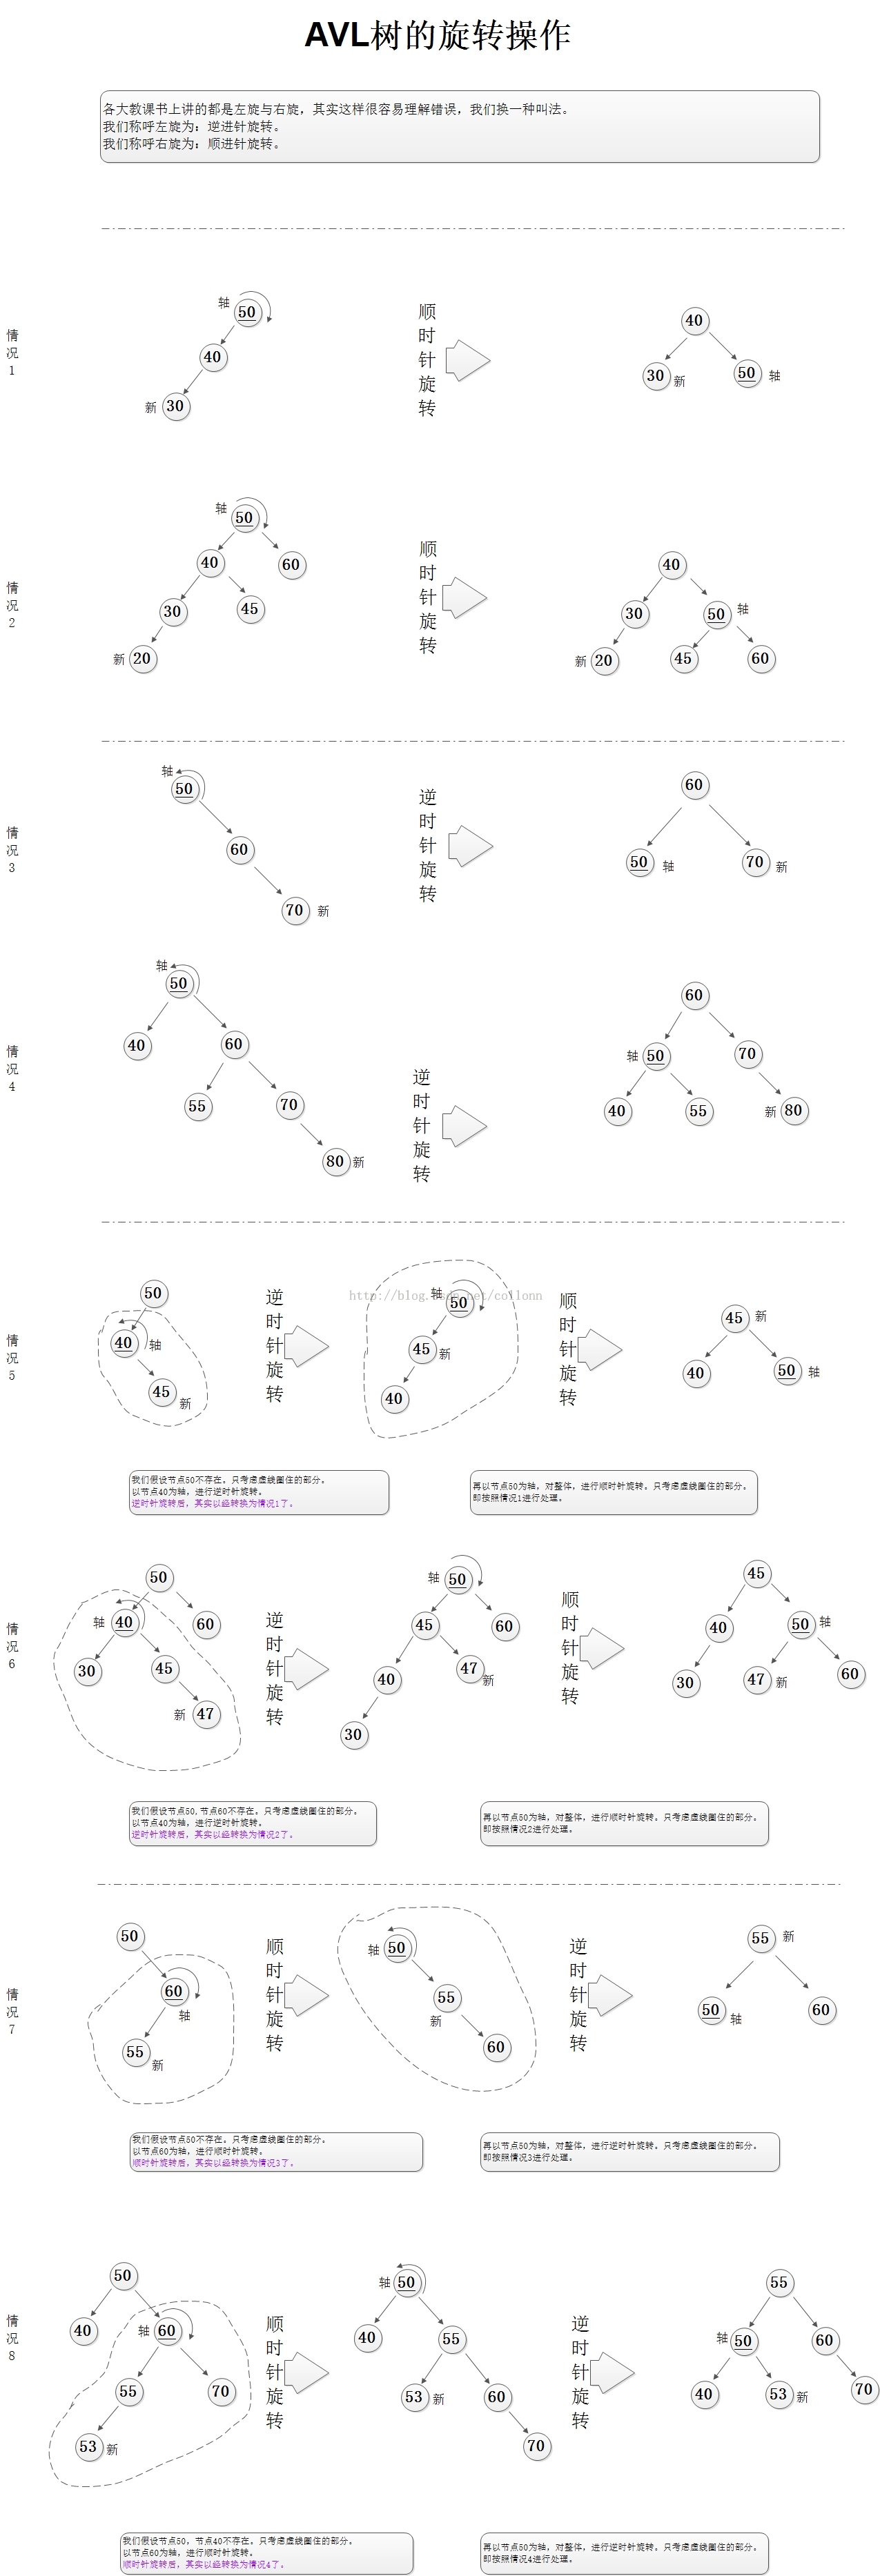 AVL树的旋转操作
各大教课书上讲的都是左旋与右旋，其实这样很容易理解错误，我们换一种叫法。
我们称呼左旋为：逆进针旋转。
我们称呼右旋为：顺进针旋转。
情况1
轴
50
40
新 30
顺时针旋转
40
30 新
50 轴
情况2
轴
50
40
60
30
45
新 20
顺时针旋转
40
30
50 轴
新 20
45
60
情况3
轴
50
60
70 新
逆时针旋转
60
50 轴
70 新
情况4
轴
50
40
60
55
70
80 新
逆时针旋转
60
轴 50
70
40
55
新 80
http://blog.csdn.net/collonn
情况5
50
40 轴
45 新
逆时针旋转
轴
50
45 新
40
顺时针旋转
45 新
40
50 轴
我们假设节点50不存在。只考虑虚线圈住的部分。
以节点40为轴，进行逆时针旋转。
逆时针旋转后，其实以经转换为情况1了。
再以节点50为轴，对整体，进行顺时针旋转。只考虑虚线圈住的部分。
即按照情况1进行处理。
情况6
50
轴 40
60
30
45
新 47
逆时针旋转
轴 50
45
60
40
47 新
30
顺时针旋转
45
40
50 轴
30
47 新
60
我们假设节点50,节点60不存在。只考虑虚线圈住的部分。
以节点40为轴，进行逆时针旋转。
逆时针旋转后，其实以经转换为情况2了。
再以节点50为轴，对整体，进行顺时针旋转。只考虑虚线圈住的部分。
即按照情况2进行处理。
情况7
50
60
轴
55 新
顺时针旋转
轴 50
55
新
60
逆时针旋转
55 新
50 轴
60
我们假设节点50不存在。只考虑虚线圈住的部分。
以节点60为轴，进行顺时针旋转。
顺时针旋转后，其实以经转换为情况3了。
再以节点50为轴，对整体，进行逆时针旋转。只考虑虚线圈住的部分。
即按照情况3进行处理。
情况8
50
40
轴 60
55
70
53 新
顺时针旋转
轴 50
40
55
53 新
60
70
逆时针旋转
55
轴 50
60
40
53 新
70
我们假设节点50，节点40不存在。只考虑虚线圈住的部分。
以节点60为轴，进行顺时针旋转。
顺时针旋转后，其实以经转换为情况4了。
再以节点50为轴，对整体，进行逆时针旋转。只考虑虚线圈住的部分。
即按照情况4进行处理。